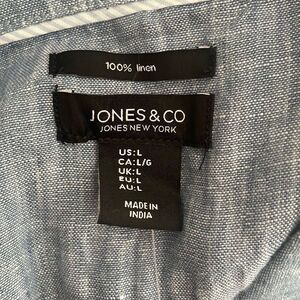 100% linen
JONES & CO
JONES NEW YORK
US: L
CA: L/G
UK: L
EU: L
AU: L
MADE IN
INDIA